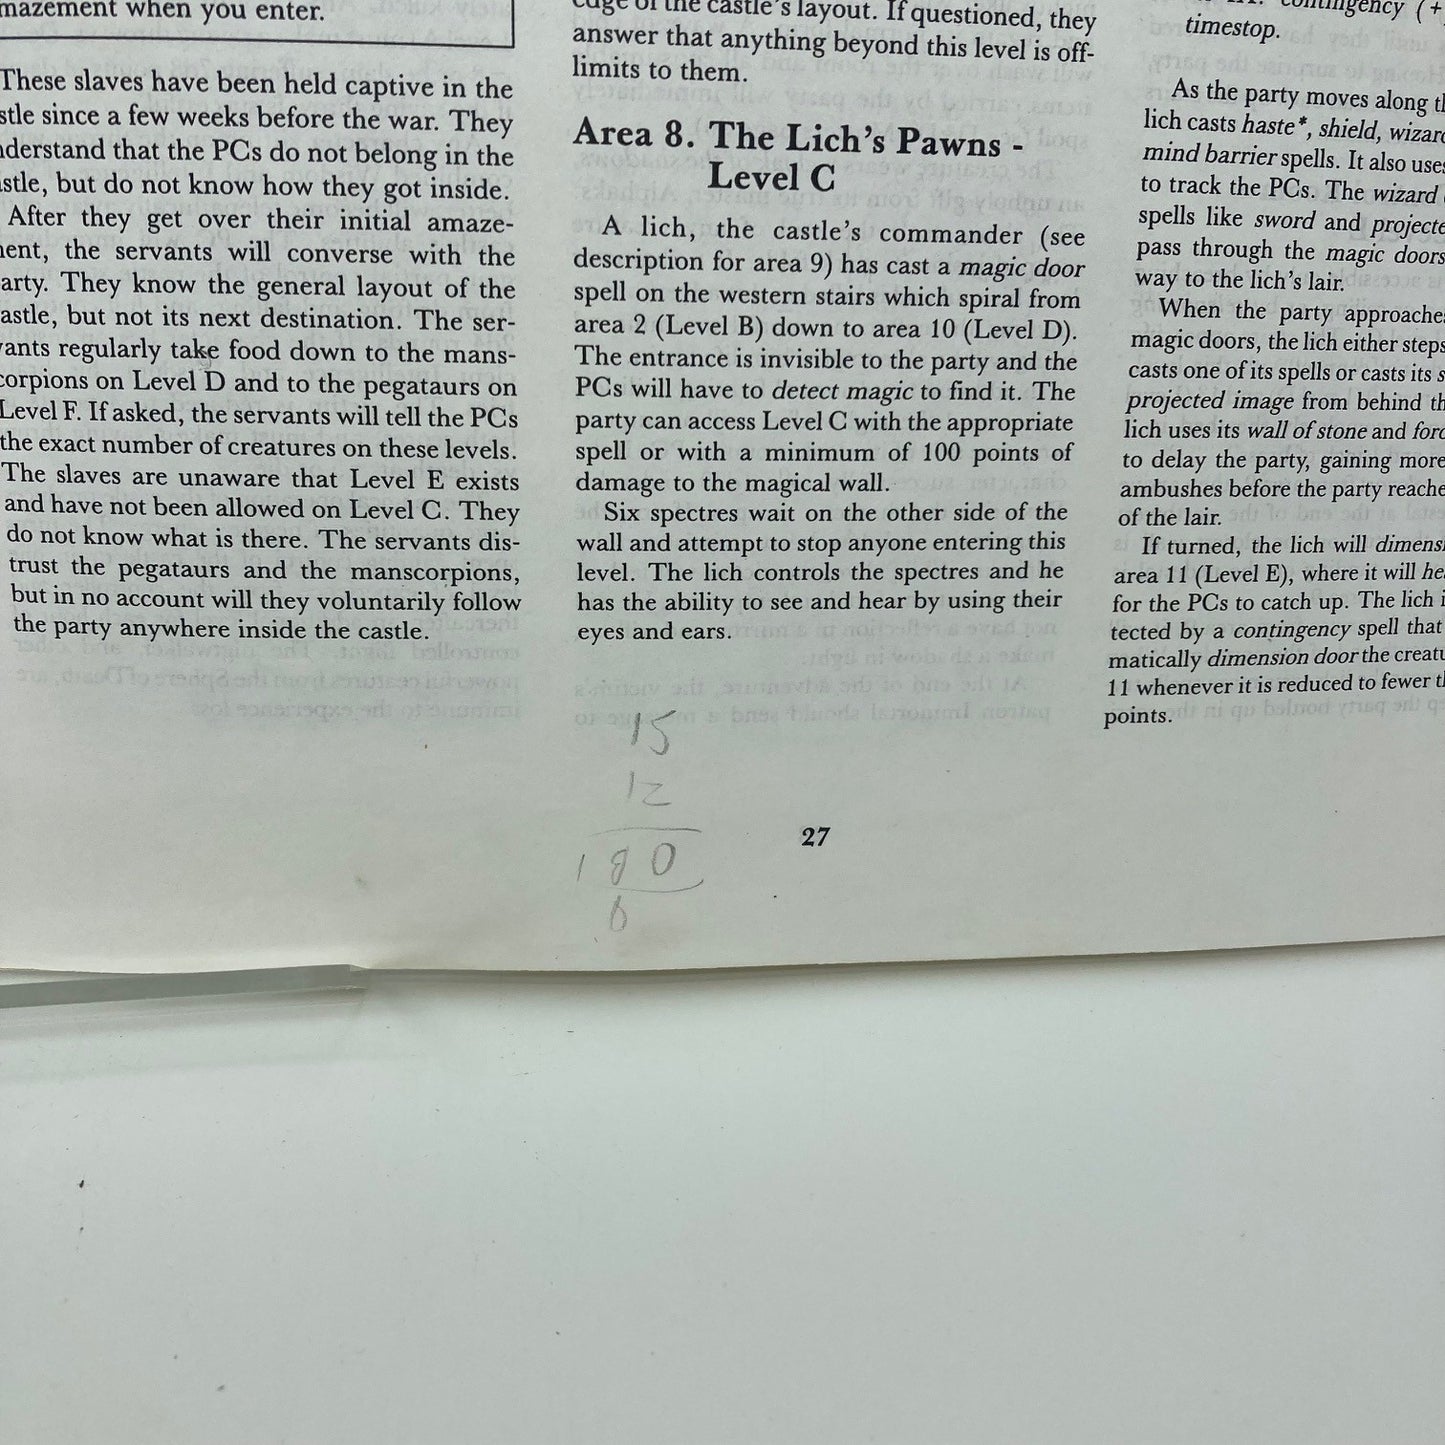 mazement when you enter.
These slaves have been held captive in the
stle since a few weeks before the war. They
nderstand that the PCs do not belong in the
astle, but do not know how they got inside.
After they get over their initial amaze-
ment, the servants will converse with the
arty. They know the general layout of the
astle, but not its next destination. The ser-
vants regularly take food down to the mans-
corpions on Level D and to the pegataurs on
Level F. If asked, the servants will tell the PCs
the exact number of creatures on these levels.
The slaves are unaware that Level E exists
and have not been allowed on Level C. They
do not know what is there. The servants dis-
trust the pegataurs and the manscorpions,
but in no account will they voluntarily follow
the party anywhere inside the castle.
edge of the castle's layout. If questioned, they
answer that anything beyond this level is off-
limits to them.
Area 8. The Lich's Pawns -
Level C
A lich, the castle's commander (see
description for area 9) has cast a magic door
spell on the western stairs which spiral from
area 2 (Level B) down to area 10 (Level D).
The entrance is invisible to the party and the
PCs will have to detect magic to find it. The
party can access Level C with the appropriate
spell or with a minimum of 100 points of
damage to the magical wall.
Six spectres wait on the other side of the
wall and attempt to stop anyone entering this
level. The lich controls the spectres and he
has the ability to see and hear by using their
eyes and ears.
15
12
180
27
contingency (+
timestop.
As the party moves along th
lich casts haste*, shield, wizard
mind barrier spells. It also uses
to track the PCs. The wizard
spells like sword and projecte
pass through the magic doors
way to the lich's lair.
When the party approaches
magic doors, the lich either steps
casts one of its spells or casts its s
projected image from behind th
lich uses its wall of stone and forc
to delay the party, gaining more
ambushes before the party reache
of the lair.
If turned, the lich will dimensi
area 11 (Level E), where it will he
for the PCs to catch up. The lich i
tected by a contingency spell that
matically dimension door the creatu
11 whenever it is reduced to fewer th
points.